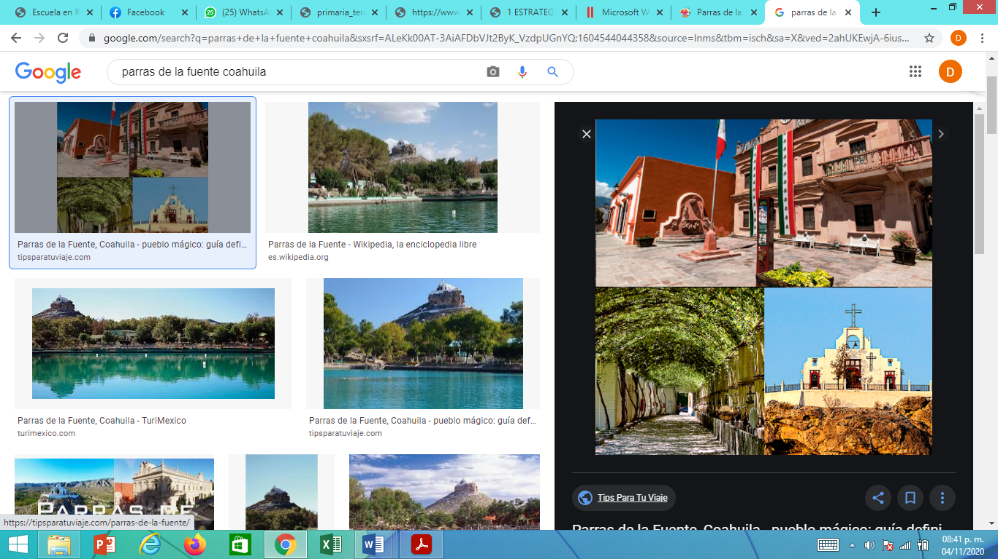 Escuela en R
Facebook
(25) WhatsA
primaria_ter
https://www
1 ESTRATEG
Microsoft W
Parras de la
parras de la
google.com/search?q=parras+de+la+fuente+coahuila&sxsrf=ALeKk00AT-3AiAFDbVJt2ByK_VzdpUGnYQ:1604544044358&source=lnms&tbm=isch&sa=X&ved=2ahUKEwjA-6ius...
D
Google
parras de la fuente coahuila
D
Parras de la Fuente, Coahuila - pueblo mágico: guía defi...
tipsparatuviaje.com
Parras de la Fuente - Wikipedia, la enciclopedia libre
es.wikipedia.org
Parras de la Fuente, Coahuila - TuriMexico
turimexico.com
Parras de la Fuente, Coahuila - pueblo mágico: guía def...
tipsparatuviaje.com
PARRAS DE
Tips Para Tu Viaje
Parras de la Fuente, Coahuila - pueblo mágico: guía defini
https://tipsparatuviaje.com/parras-de-la-fuente/
08:41 p. m.
04/11/2020